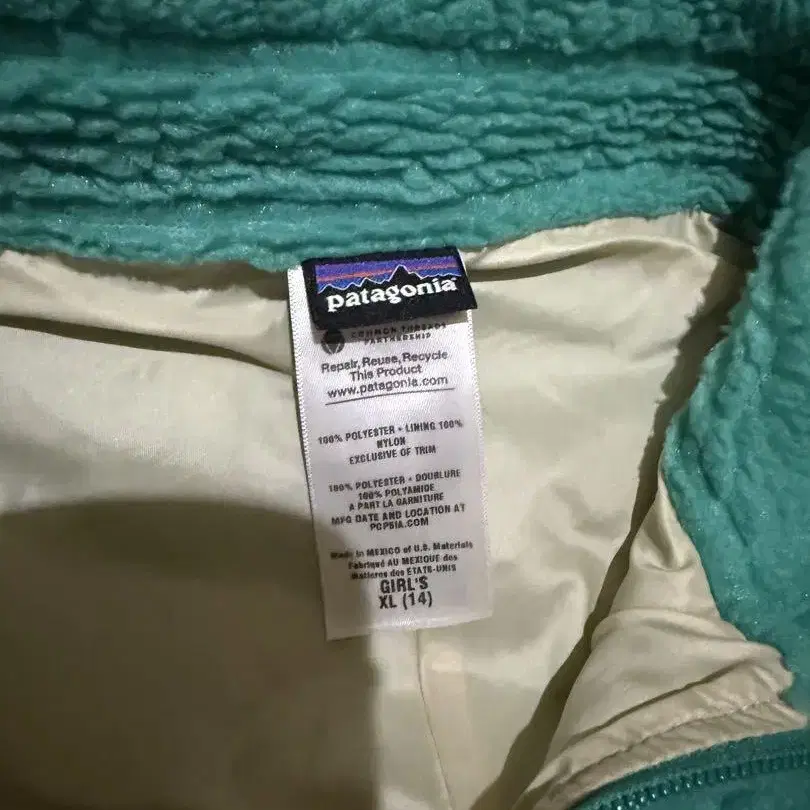 patagonia
COMMON THREADS
PARTNERSHIP
Repair, Reuse, Recycle
This Product
www.patagonia.com
100% POLYESTER • LINING 100%
NYLON
EXCLUSIVE OF TRIM
100% POLYESTER • DOUBLURE
100% POLYAMIDE
A PART LA GARNITURE
MFG DATE AND LOCATION AT
PCPSIA.COM
Made in MEXICO of U.S. Materials
Fabriqué AU MEXIQUE des
Matieres des ETATS-UNIS
GIRL'S
XL (14)